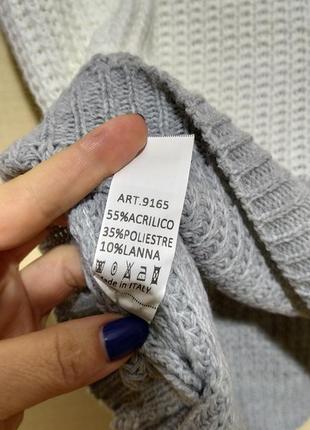 ART.9165
55%ACRILICO
35%POLIESTRE
10%LANNA
Made in ITALY